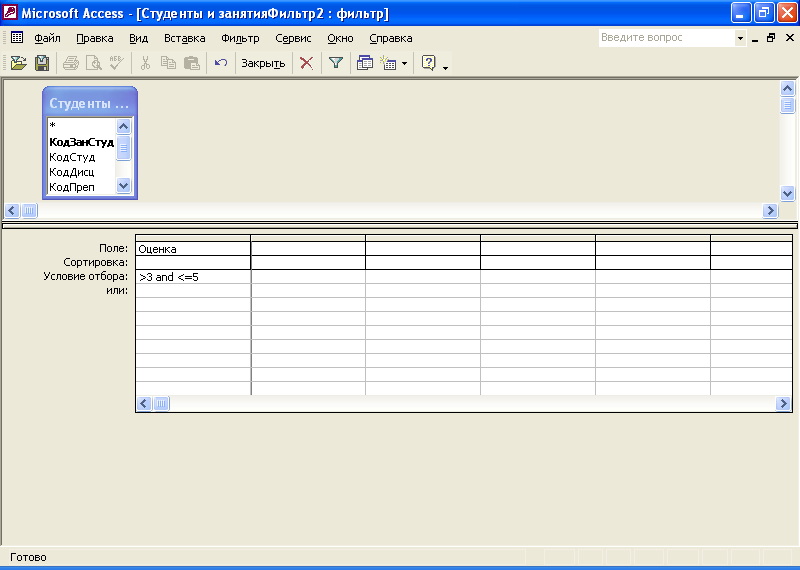 Microsoft Access - [Студенты и занятияФильтр2 : фильтр]
Файл Правка Вид Вставка Фильтр Сервис Окно Справка Введите вопрос
Закрыть
Студенты ...
*
КодЗанСтуд
КодСтуд
КодДисц
КодПреп
Поле: Оценка
Сортировка:
Условие отбора: >3 and <=5
или:
Готово